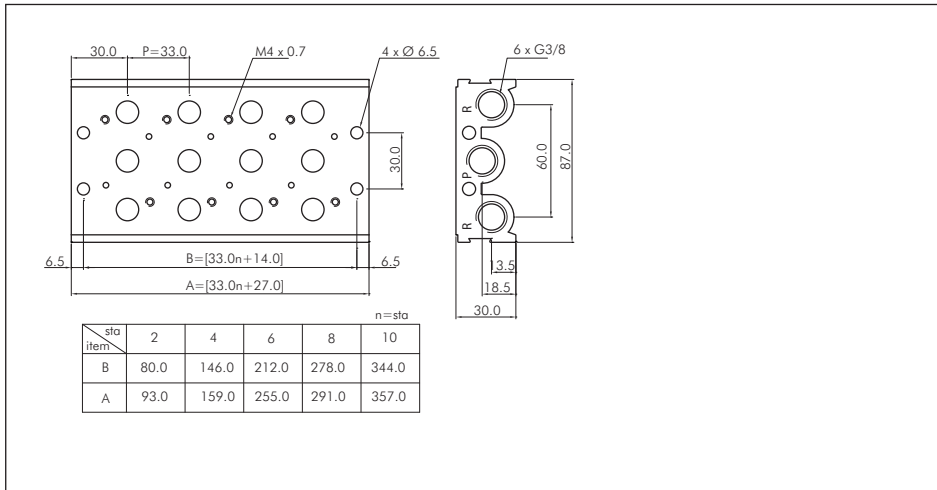 30.0 P=33.0 M4 x 0.7 4 x Ø 6.5 6 x G3/8
R
30.0 60.0 87.0
P
R
6.5 B=[33.0n+14.0] 6.5 13.5
A=[33.0n+27.0] 18.5
30.0
n=sta
sta
item 2 4 6 8 10
B 80.0 146.0 212.0 278.0 344.0
A 93.0 159.0 255.0 291.0 357.0